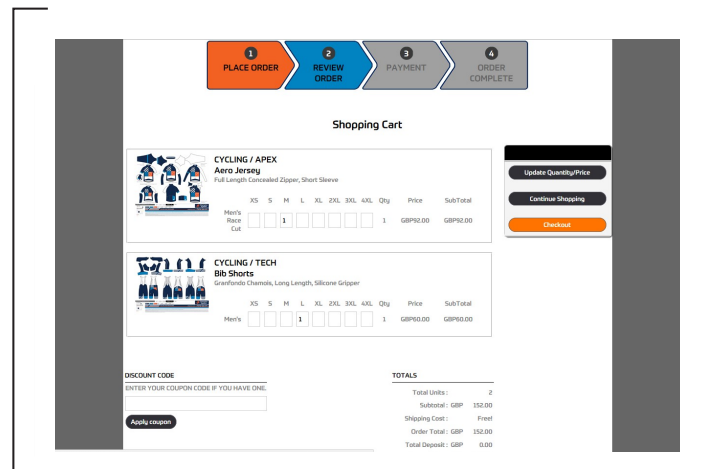 1
PLACE ORDER
2
REVIEW
ORDER
3
PAYMENT
4
ORDER
COMPLETE
Shopping Cart
CYCLING / APEX
Aero Jersey
Full Length Concealed Zipper, Short Sleeve
XS S M L XL 2XL 3XL 4XL Qty Price SubTotal
Men's
Race
Cut
1 1 GBP92.00 GBP92.00
Update Quantity/Price
Continue Shopping
Checkout
CYCLING / TECH
Bib Shorts
Granfondo Chamois, Long Length, Silicone Gripper
XS S M L XL 2XL 3XL 4XL Qty Price SubTotal
Men's 1 1 GBP60.00 GBP60.00
DISCOUNT CODE
ENTER YOUR COUPON CODE IF YOU HAVE ONE.
Apply coupon
TOTALS
Total Units : 2
Subtotal : GBP 152.00
Shipping Cost : Free!
Order Total : GBP 152.00
Total Deposit : GBP 0.00